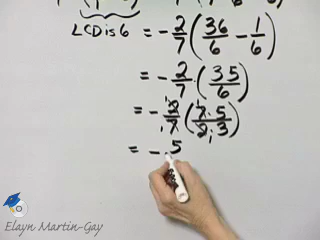 LCD is 6 = -2/7 (36/6 - 1/6)
= -2/7 · (35/6)
= -2/7 (7·5/2·3)
= -5
Elayn Martin-Gay